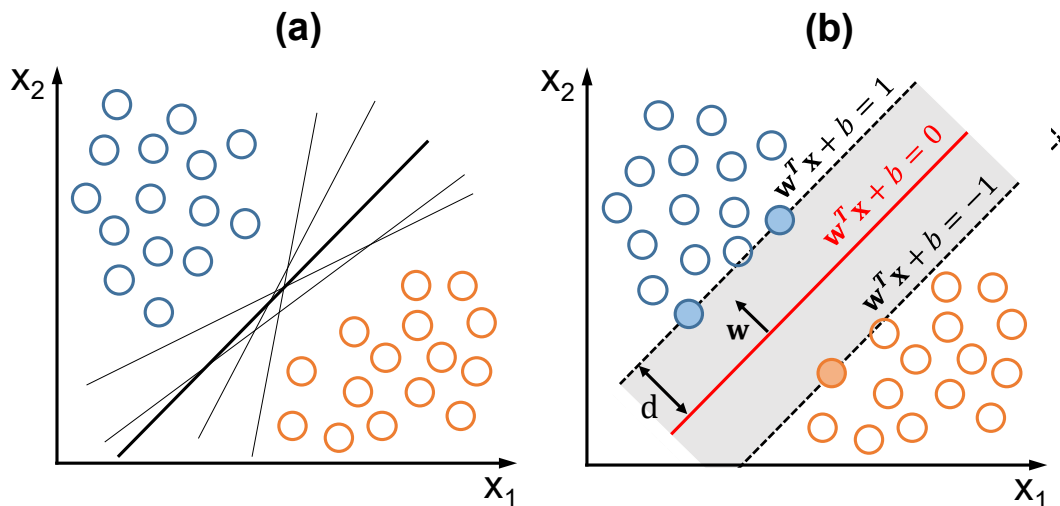 (a)
x₂
x₁
(b)
x₂
wᵀx + b = 1
wᵀx + b = 0
wᵀx + b = −1
w
d
x₁